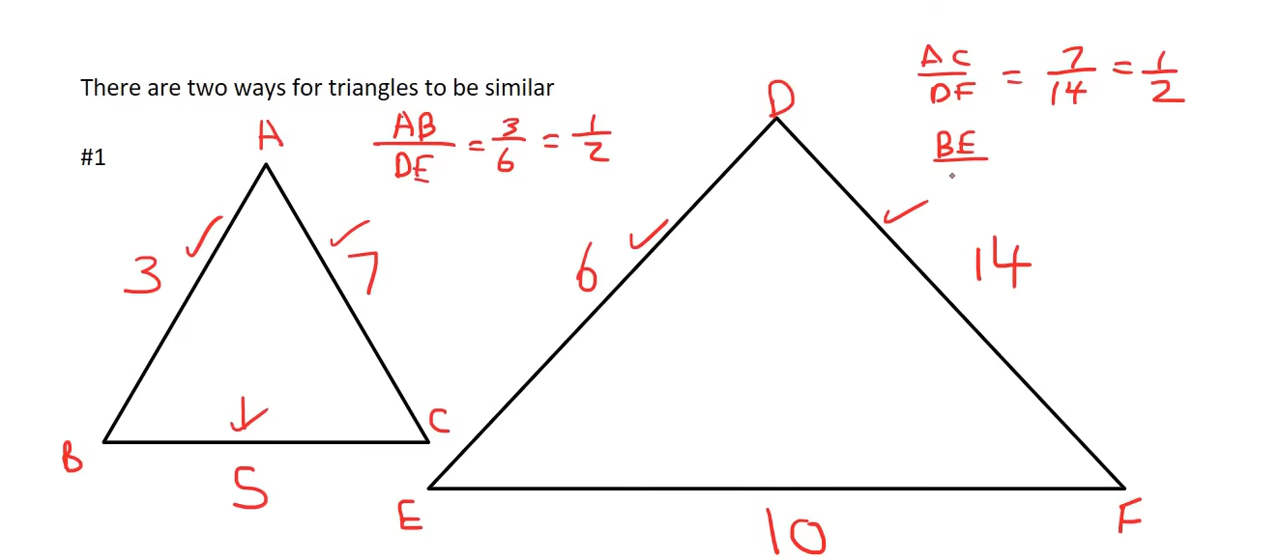 There are two ways for triangles to be similar
#1
A
AB/DE = 3/6 = 1/2
D
AC/DF = 7/14 = 1/2
BE
3
7
6
14
B
C
5
E
F
10